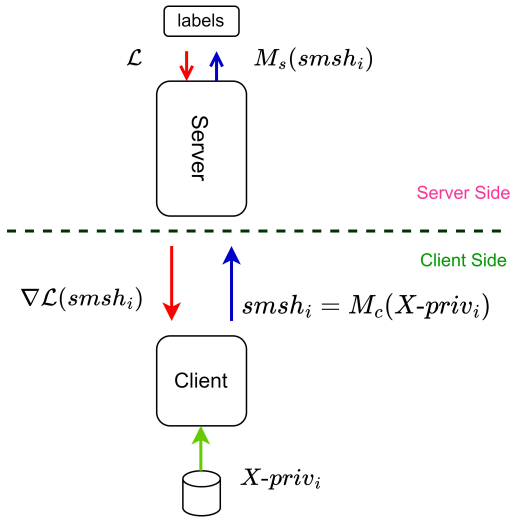 labels
ℒ
M_s(smsh_i)
Server
Server Side
Client Side
∇ℒ(smsh_i)
smsh_i = M_c(X-priv_i)
Client
X-priv_i